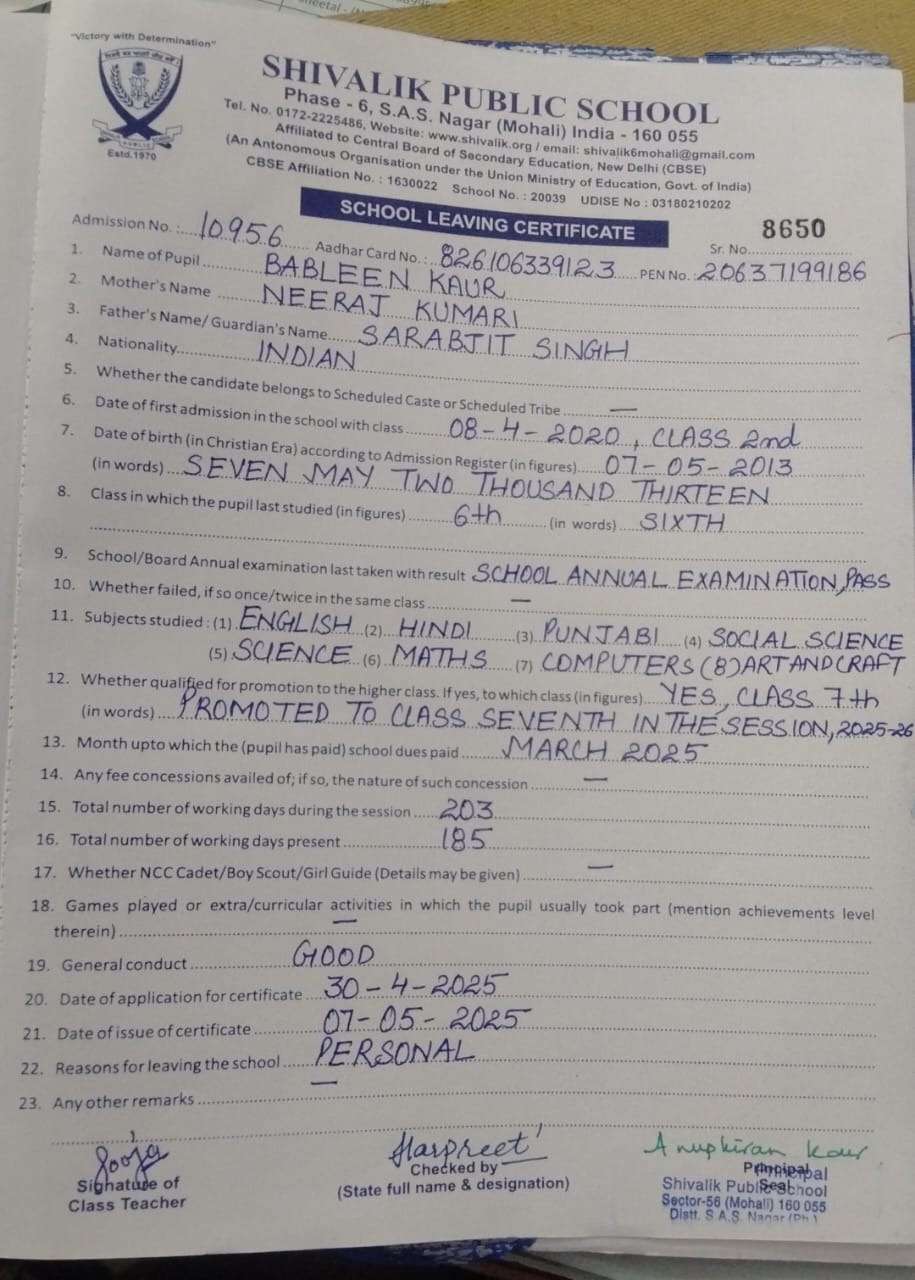 "Victory with Determination"
Estd.1970
SHIVALIK PUBLIC SCHOOL
Phase - 6, S.A.S. Nagar (Mohali) India - 160 055
Tel. No. 0172-2225486, Website: www.shivalik.org / email: shivalik6mohali@gmail.com
Affiliated to Central Board of Secondary Education, New Delhi (CBSE)
(An Antonomous Organisation under the Union Ministry of Education, Govt. of India)
CBSE Affiliation No. : 1630022 School No. : 20039 UDISE No : 03180210202
SCHOOL LEAVING CERTIFICATE
Sr. No. 8650
Admission No. : 10956 Aadhar Card No. : 826106339123 PEN No. : 20637199186
1. Name of Pupil BABLEEN KAUR
2. Mother's Name NEERAJ KUMARI
3. Father's Name/ Guardian's Name SARABJIT SINGH
4. Nationality INDIAN
5. Whether the candidate belongs to Scheduled Caste or Scheduled Tribe —
6. Date of first admission in the school with class 08-4-2020, CLASS 2nd
7. Date of birth (in Christian Era) according to Admission Register (in figures) 07-05-2013
(in words) SEVEN MAY TWO THOUSAND THIRTEEN
8. Class in which the pupil last studied (in figures) 6th (in words) SIXTH
9. School/Board Annual examination last taken with result SCHOOL ANNUAL EXAMINATION, PASS
10. Whether failed, if so once/twice in the same class —
11. Subjects studied : (1) ENGLISH (2) HINDI (3) PUNJABI (4) SOCIAL SCIENCE
(5) SCIENCE (6) MATHS (7) COMPUTERS (8) ART AND CRAFT
12. Whether qualified for promotion to the higher class. If yes, to which class (in figures) YES, CLASS 7th
(in words) PROMOTED TO CLASS SEVENTH IN THE SESSION, 2025-26
13. Month upto which the (pupil has paid) school dues paid MARCH 2025
14. Any fee concessions availed of; if so, the nature of such concession —
15. Total number of working days during the session 203
16. Total number of working days present 185
17. Whether NCC Cadet/Boy Scout/Girl Guide (Details may be given) —
18. Games played or extra/curricular activities in which the pupil usually took part (mention achievements level
therein) —
19. General conduct GOOD
20. Date of application for certificate 30-4-2025
21. Date of issue of certificate 07-05-2025
22. Reasons for leaving the school PERSONAL
23. Any other remarks —
Pooja Harpreet Anupkiran Kaur
Signature of
Class Teacher
Checked by
(State full name & designation)
Principal
Seal
Principal
Shivalik Public School
Sector-56 (Mohali) 160 055
Distt. S.A.S. Nagar (Pb.)